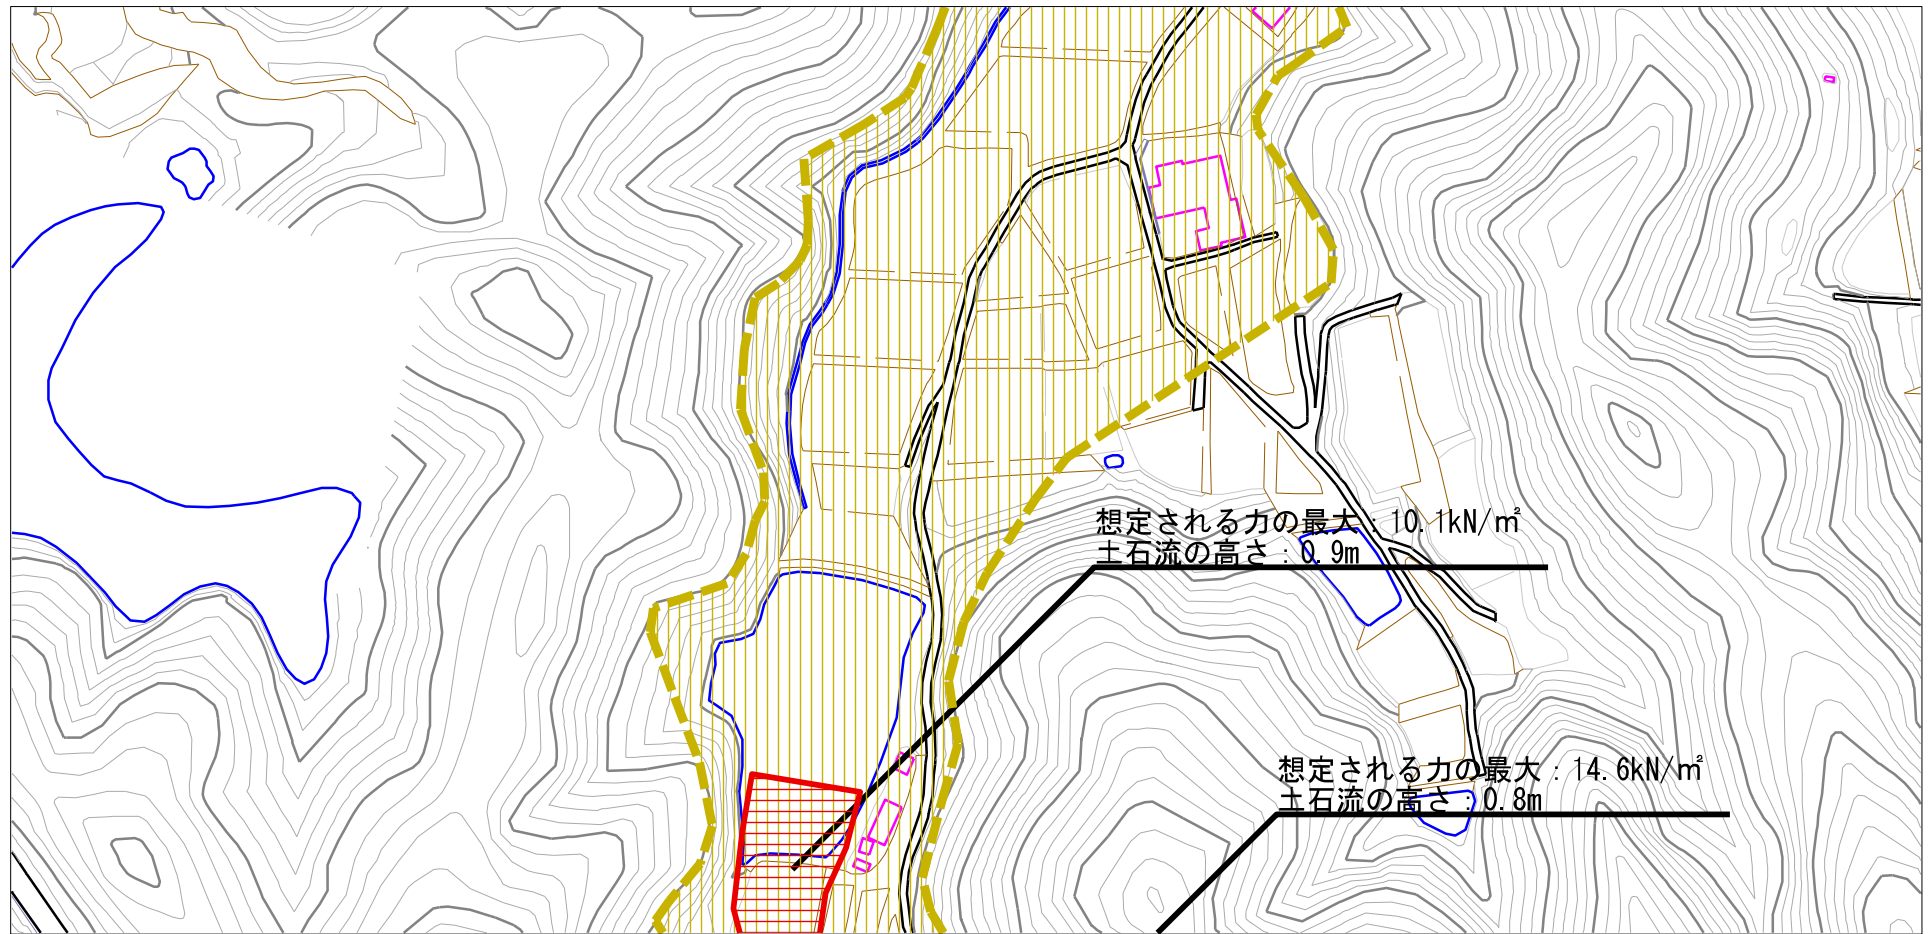 想定される力の最大：10.1kN/㎡
土石流の高さ：0.9m
想定される力の最大：14.6kN/㎡
土石流の高さ：0.8m